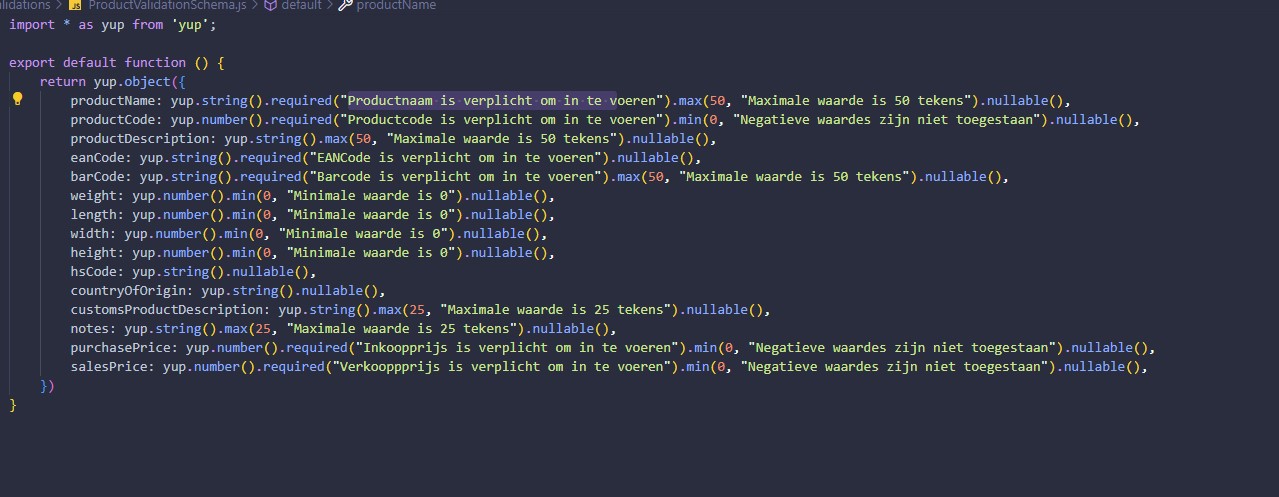 alidations > JS ProductValidationSchema.js > default > productName
import * as yup from 'yup';
export default function () {
return yup.object({
productName: yup.string().required("Productnaam is verplicht om in te voeren").max(50, "Maximale waarde is 50 tekens").nullable(),
productCode: yup.number().required("Productcode is verplicht om in te voeren").min(0, "Negatieve waardes zijn niet toegestaan").nullable(),
productDescription: yup.string().max(50, "Maximale waarde is 50 tekens").nullable(),
eanCode: yup.string().required("EANCode is verplicht om in te voeren").nullable(),
barCode: yup.string().required("Barcode is verplicht om in te voeren").max(50, "Maximale waarde is 50 tekens").nullable(),
weight: yup.number().min(0, "Minimale waarde is 0").nullable(),
length: yup.number().min(0, "Minimale waarde is 0").nullable(),
width: yup.number().min(0, "Minimale waarde is 0").nullable(),
height: yup.number().min(0, "Minimale waarde is 0").nullable(),
hsCode: yup.string().nullable(),
countryOfOrigin: yup.string().nullable(),
customsProductDescription: yup.string().max(25, "Maximale waarde is 25 tekens").nullable(),
notes: yup.string().max(25, "Maximale waarde is 25 tekens").nullable(),
purchasePrice: yup.number().required("Inkoopprijs is verplicht om in te voeren").min(0, "Negatieve waardes zijn niet toegestaan").nullable(),
salesPrice: yup.number().required("Verkooppprijs is verplicht om in te voeren").min(0, "Negatieve waardes zijn niet toegestaan").nullable(),
})
}